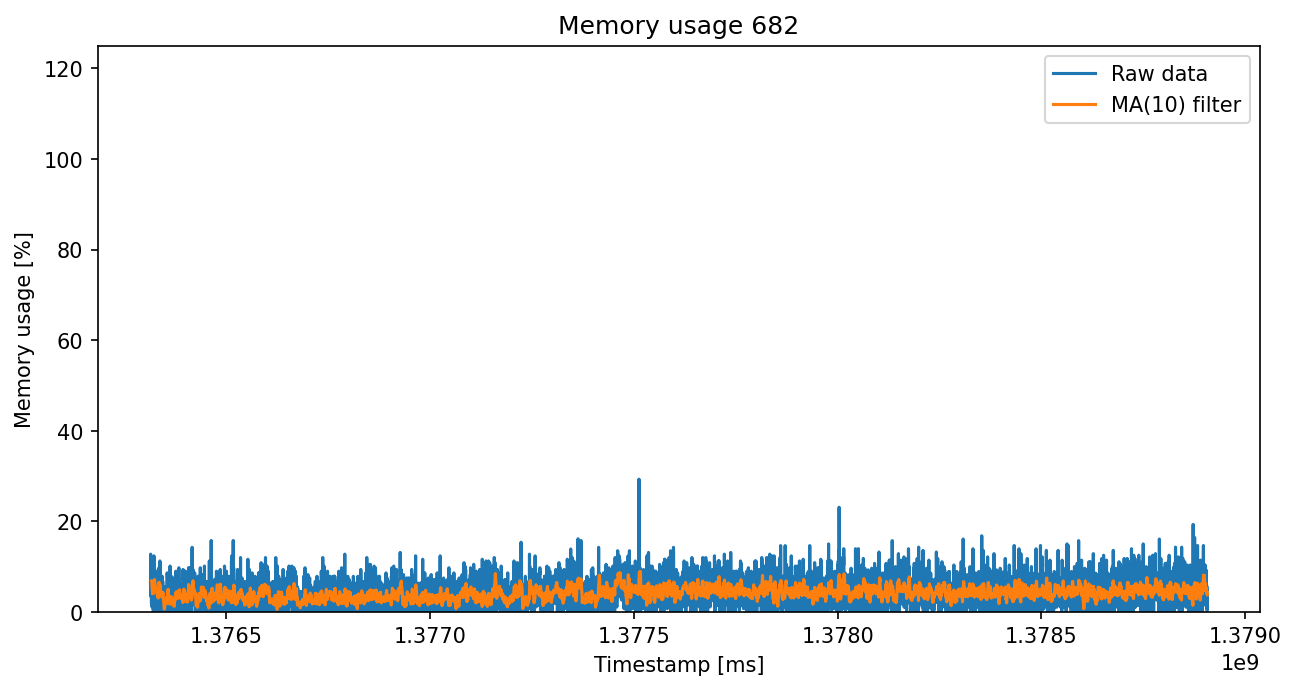 Memory usage 682
Raw data
MA(10) filter
Memory usage [%]
120
100
80
60
40
20
0
1.3765 1.3770 1.3775 1.3780 1.3785 1.3790
1e9
Timestamp [ms]